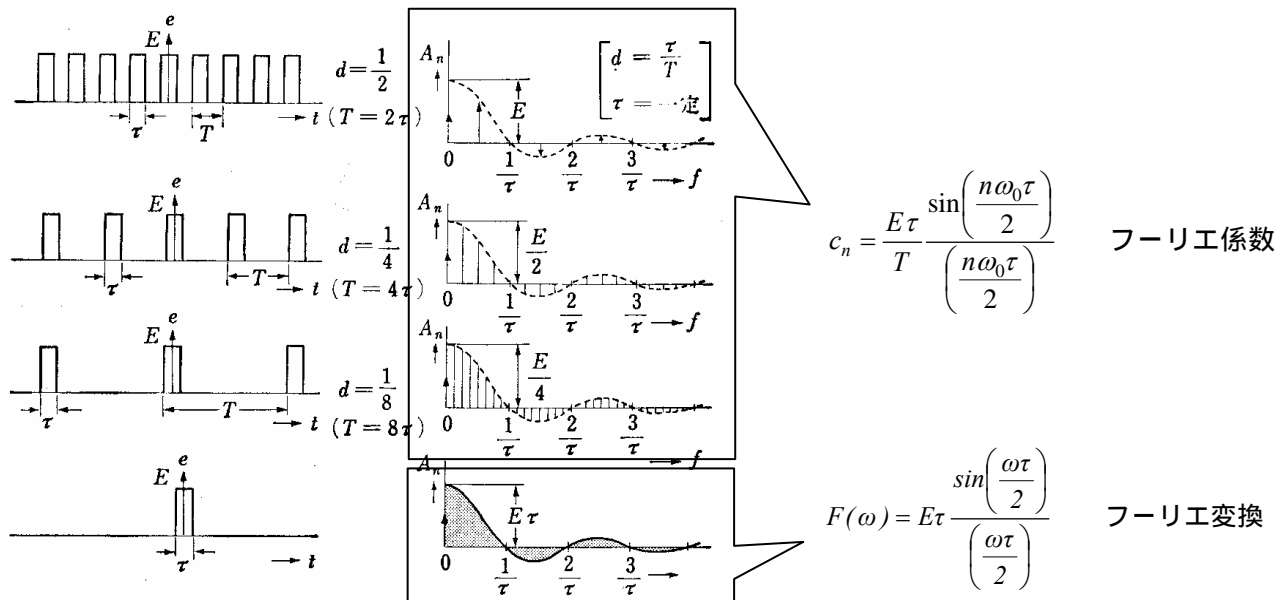 e
E
d = 1/2
τ T → t (T = 2τ)
A_n
[ d = τ/T
τ = 一定 ]
E
0 1/τ 2/τ 3/τ → f
e
E
d = 1/4
τ T → t (T = 4τ)
A_n
E/2
0 1/τ 2/τ 3/τ → f
c_n = Eτ/T sin(nω₀τ/2)/(nω₀τ/2) フーリエ係数
e
E
d = 1/8
τ T → t (T = 8τ)
A_n
E/4
0 1/τ 2/τ 3/τ → f
e
E
τ → t
A_n
Eτ
0 1/τ 2/τ 3/τ →
F(ω) = Eτ sin(ωτ/2)/(ωτ/2) フーリエ変換